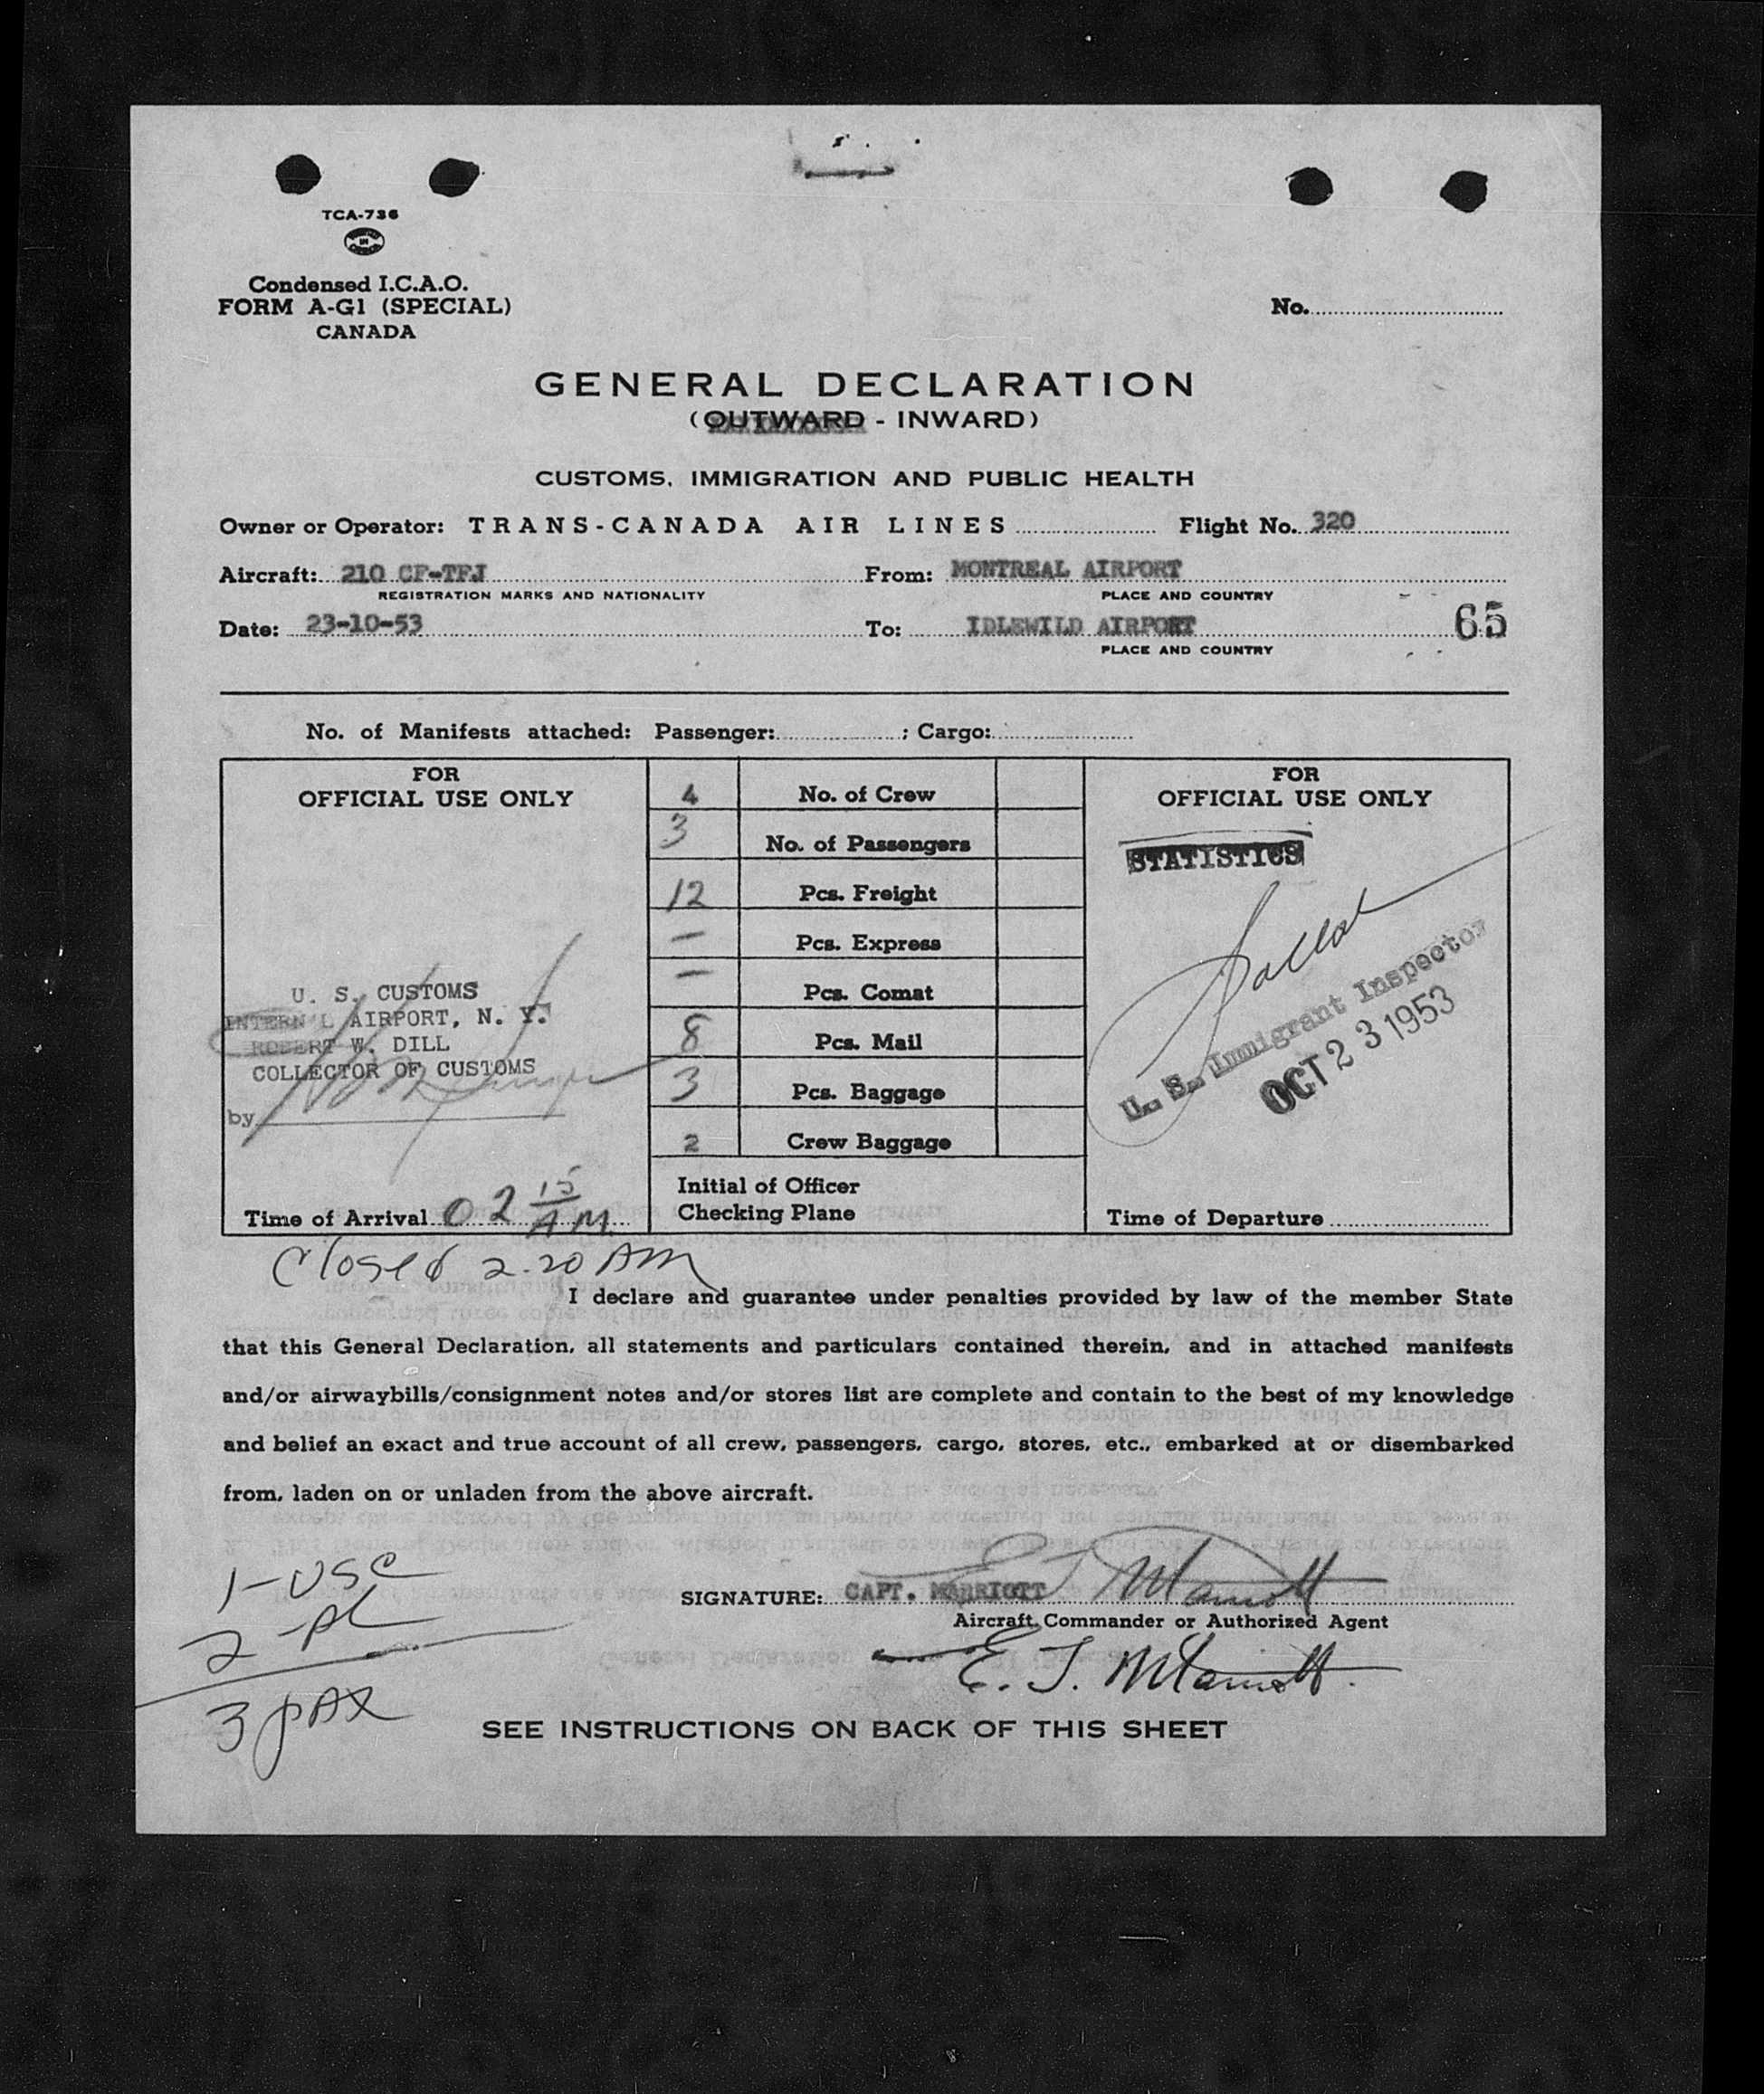 TCA-736
Condensed I.C.A.O.
FORM A-G1 (SPECIAL)
CANADA
No.
GENERAL DECLARATION
(OUTWARD - INWARD)
CUSTOMS, IMMIGRATION AND PUBLIC HEALTH
Owner or Operator: TRANS-CANADA AIR LINES Flight No. 320
Aircraft: 210 CF-TFJ From: MONTREAL AIRPORT
REGISTRATION MARKS AND NATIONALITY PLACE AND COUNTRY
Date: 23-10-53 To: IDLEWILD AIRPORT 65
PLACE AND COUNTRY
No. of Manifests attached: Passenger: ; Cargo:
FOR
OFFICIAL USE ONLY
U. S. CUSTOMS
INTERN'L AIRPORT, N. Y.
ROBERT W. DILL
COLLECTOR OF CUSTOMS
by
Time of Arrival 02 15 A M.
4 No. of Crew
3 No. of Passengers
12 Pcs. Freight
— Pcs. Express
— Pcs. Comat
8 Pcs. Mail
3 Pcs. Baggage
2 Crew Baggage
Initial of Officer
Checking Plane
FOR
OFFICIAL USE ONLY
STATISTICS
U. S. Immigrant Inspector
OCT 23 1953
Time of Departure
Closed 2.20 AM
I declare and guarantee under penalties provided by law of the member State
that this General Declaration, all statements and particulars contained therein, and in attached manifests
and/or airwaybills/consignment notes and/or stores list are complete and contain to the best of my knowledge
and belief an exact and true account of all crew, passengers, cargo, stores, etc., embarked at or disembarked
from, laden on or unladen from the above aircraft.
1-USC
2-AL
3 PAX
SIGNATURE: CAPT. MARRIOTT E J Marriott
Aircraft Commander or Authorized Agent
E. J. Marriott.
SEE INSTRUCTIONS ON BACK OF THIS SHEET